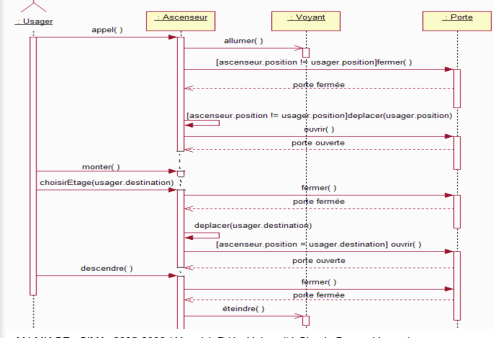 : Usager
: Ascenseur
: Voyant
: Porte
appel( )
allumer( )
[ascenseur.position != usager.position]fermer( )
porte fermée
[ascenseur.position != usager.position]deplacer(usager.position)
ouvrir( )
porte ouverte
monter( )
choisirEtage(usager.destination)
fermer( )
porte fermée
deplacer(usager.destination)
[ascenseur.position = usager.destination] ouvrir( )
porte ouverte
descendre( )
fermer( )
porte fermée
éteindre( )